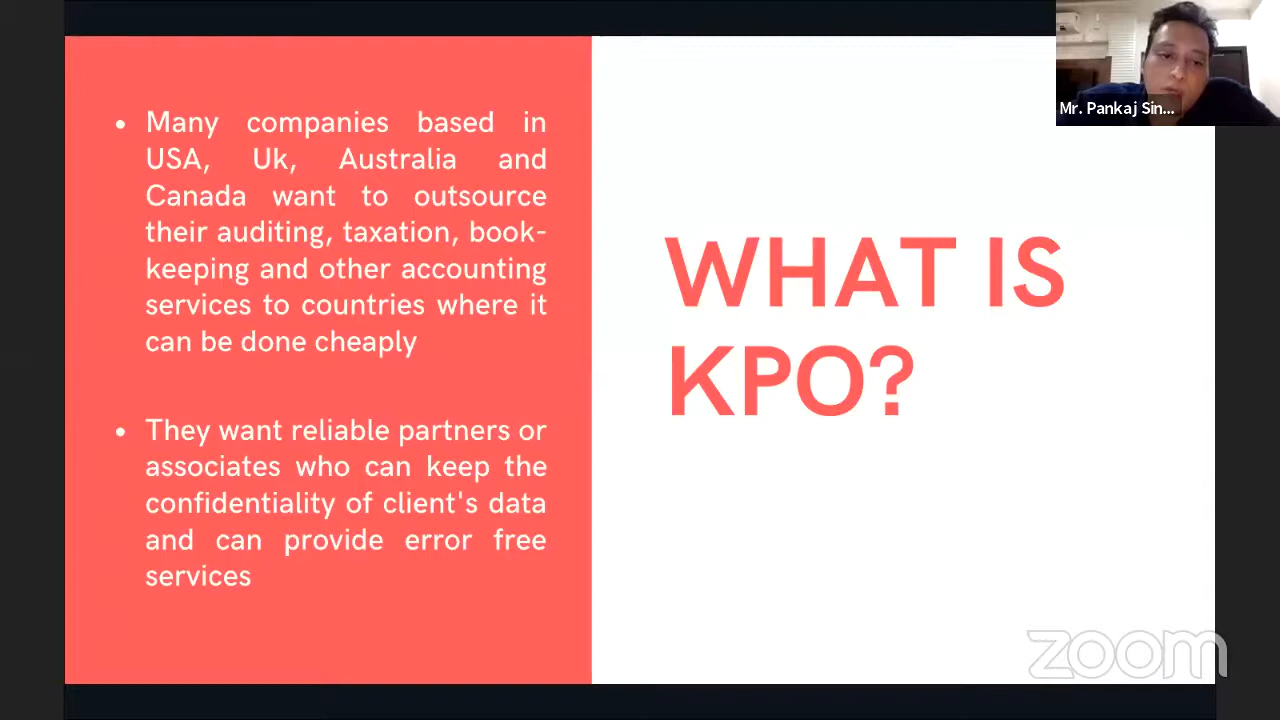 • Many companies based in
USA, Uk, Australia and
Canada want to outsource
their auditing, taxation, book-
keeping and other accounting
services to countries where it
can be done cheaply
• They want reliable partners or
associates who can keep the
confidentiality of client's data
and can provide error free
services
WHAT IS
KPO?
Mr. Pankaj Sin...
zoom